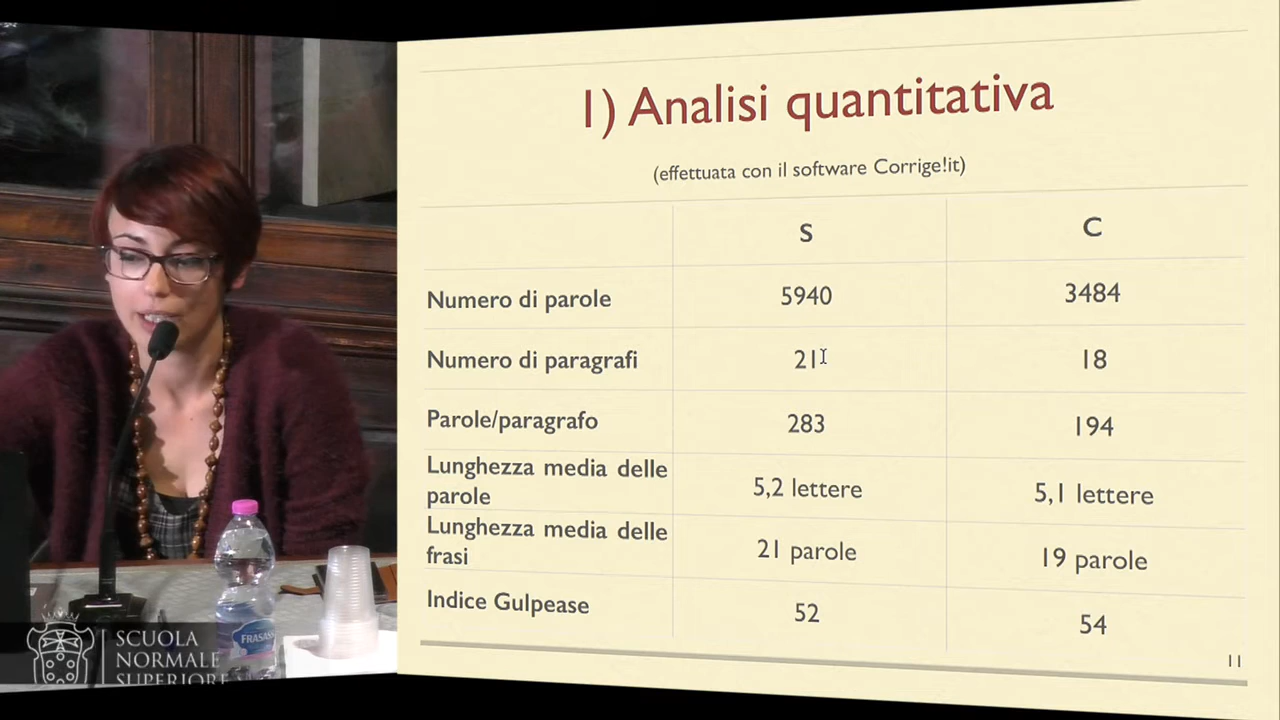 1) Analisi quantitativa
(effettuata con il software Corrige!it)
S C
Numero di parole 5940 3484
Numero di paragrafi 21 18
Parole/paragrafo 283 194
Lunghezza media delle
parole 5,2 lettere 5,1 lettere
Lunghezza media delle
frasi 21 parole 19 parole
Indice Gulpease 52 54
11
SCUOLA
NORMALE
SUPERIORE
FRASASSI